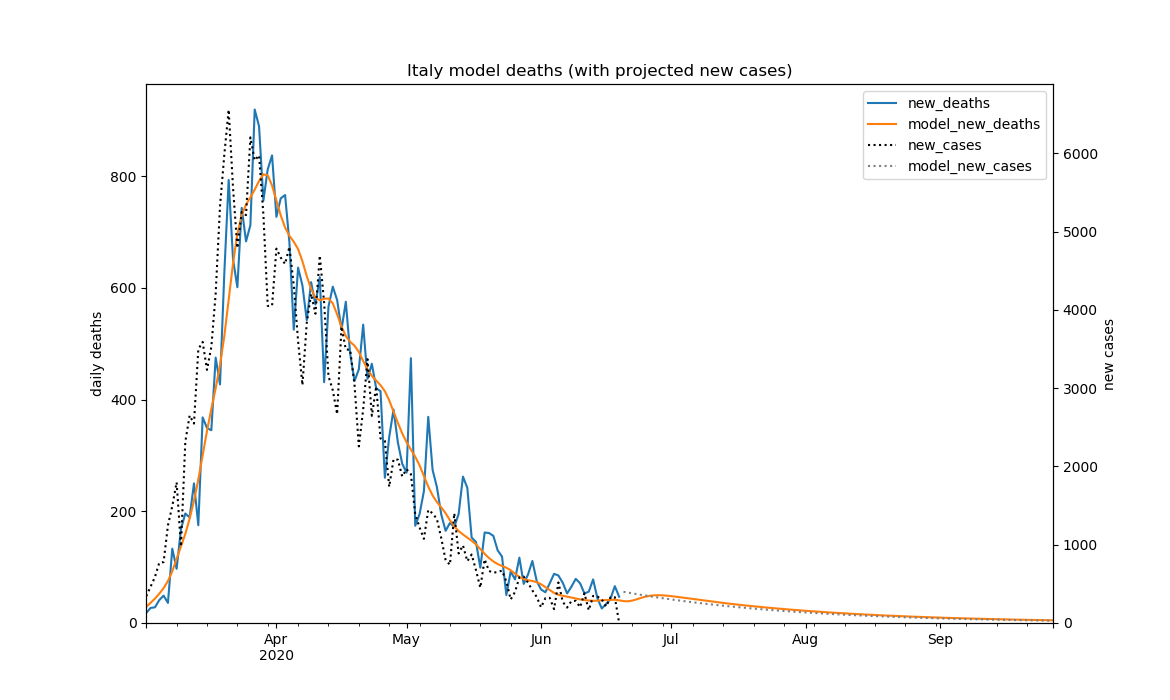 Italy model deaths (with projected new cases)
new_deaths
model_new_deaths
new_cases
model_new_cases
daily deaths
800
600
400
200
0
6000
5000
4000
3000
2000
1000
0
new cases
Apr
2020
May
Jun
Jul
Aug
Sep